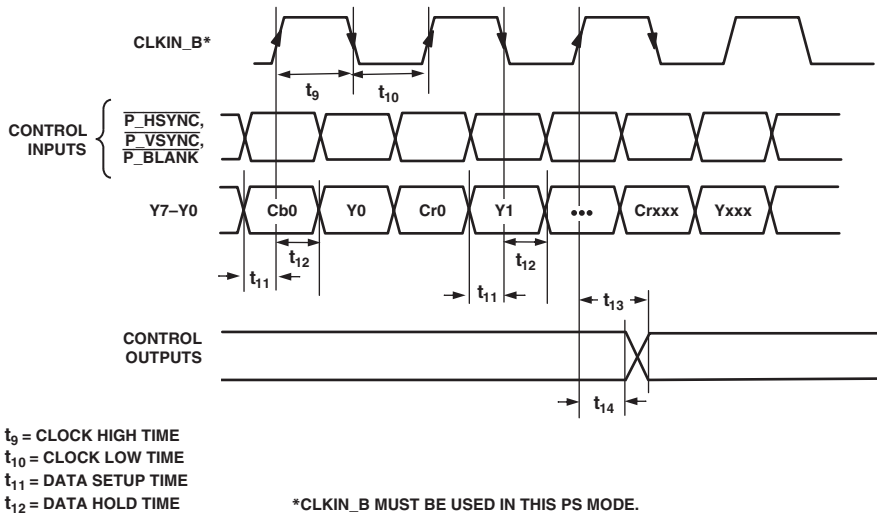 CLKIN_B*
t9
t10
CONTROL
INPUTS
P_HSYNC,
P_VSYNC,
P_BLANK
Y7–Y0
Cb0
Y0
Cr0
Y1
•••
Crxxx
Yxxx
t11
t12
t11
t12
t13
CONTROL
OUTPUTS
t14
t9 = CLOCK HIGH TIME
t10 = CLOCK LOW TIME
t11 = DATA SETUP TIME
t12 = DATA HOLD TIME
*CLKIN_B MUST BE USED IN THIS PS MODE.